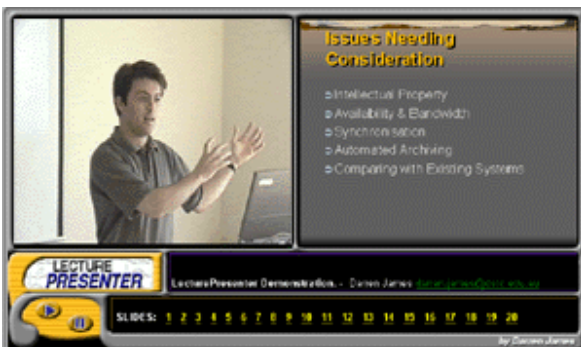 Issues Needing
Consideration
Intellectual Property
Availability & Bandwidth
Synchronisation
Automated Archiving
Comparing with Existing Systems
LECTURE
PRESENTER
LecturePresenter Demonstration. - Darren James
SLIDES: 1 2 3 4 5 6 7 8 9 10 11 12 13 14 15 16 17 18 19 20
by Darren James